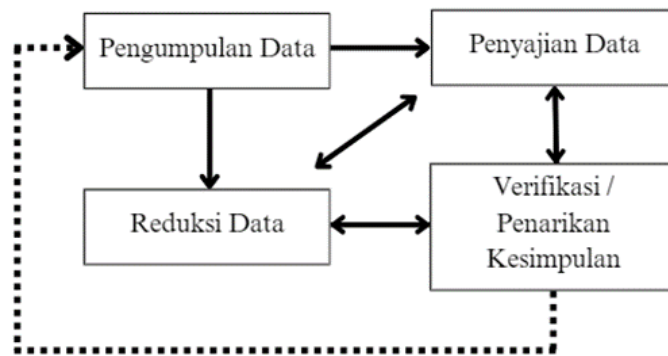 Pengumpulan Data
Penyajian Data
Reduksi Data
Verifikasi /
Penarikan
Kesimpulan